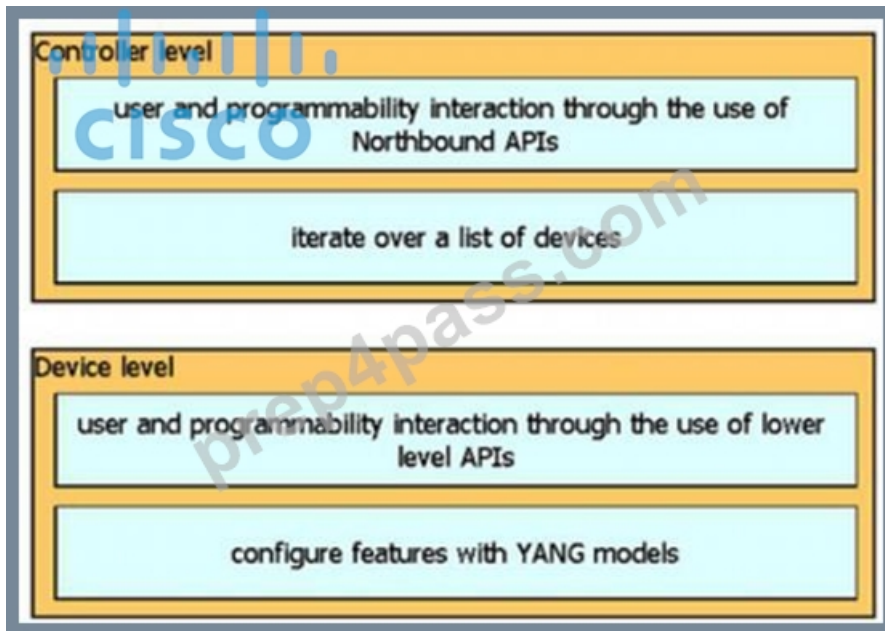 Controller level
CISCO
user and programmability interaction through the use of
Northbound APIs
iterate over a list of devices
prep4pass.com
Device level
user and programmability interaction through the use of lower
level APIs
configure features with YANG models